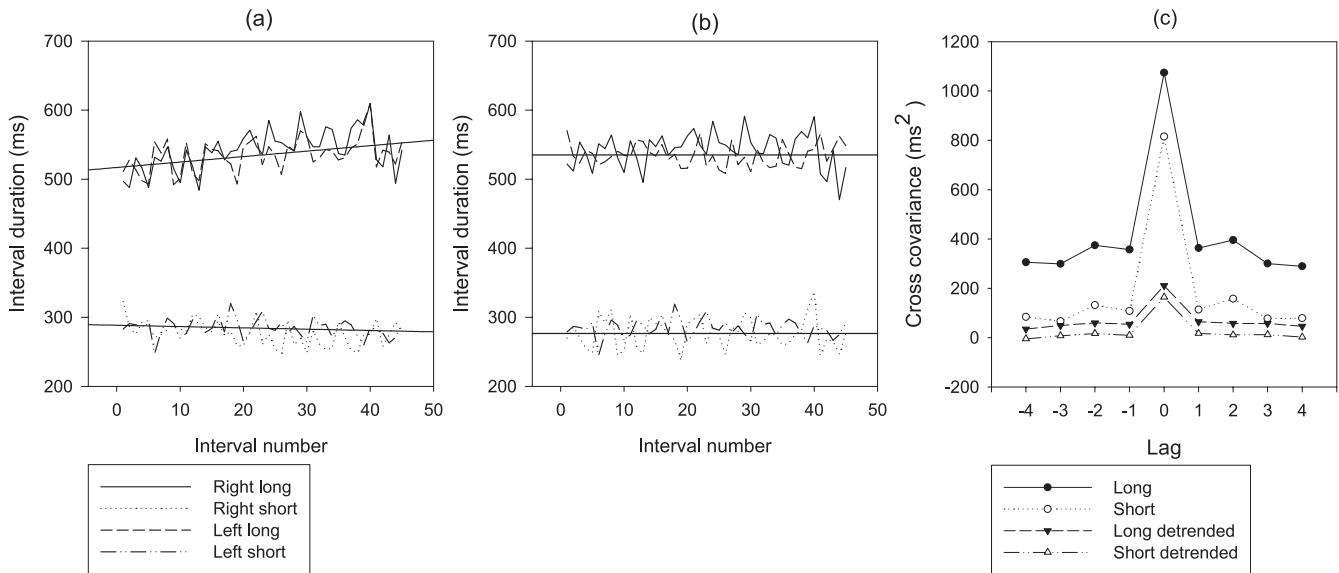 (a)
700
600
500
400
300
200
Interval duration (ms)
0 10 20 30 40 50
Interval number
Right long
Right short
Left long
Left short
(b)
700
600
500
400
300
200
Interval duration (ms)
0 10 20 30 40 50
Interval number
(c)
1200
1000
800
600
400
200
0
-200
Cross covariance (ms²)
-4 -3 -2 -1 0 1 2 3 4
Lag
Long
Short
Long detrended
Short detrended